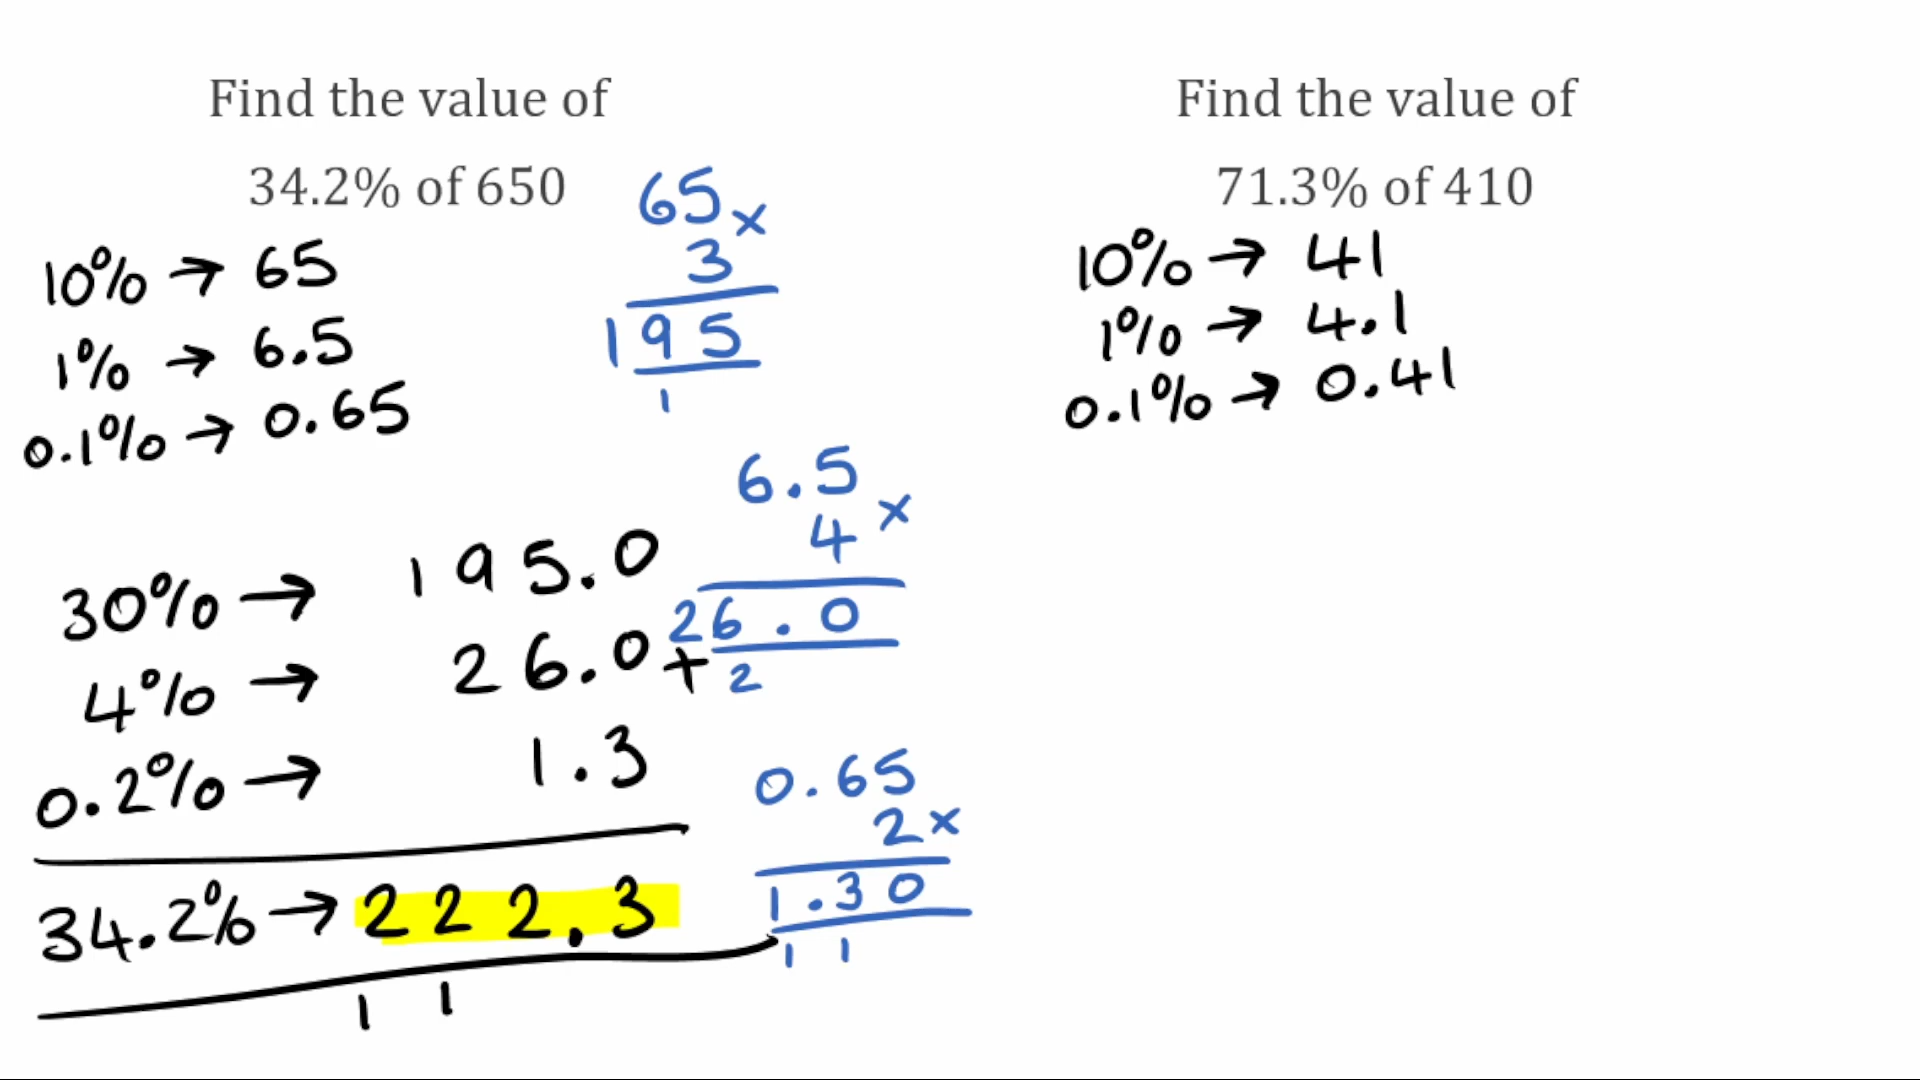 Find the value of
34.2% of 650
10% → 65
1% → 6.5
0.1% → 0.65
65 ×
3
195
1
6.5
4 ×
26.0
2
0.65
2 ×
1.30
1 1
30% → 195.0
4% → 26.0 +
0.2% → 1.3
34.2% → 222.3
1 1
Find the value of
71.3% of 410
10% → 41
1% → 4.1
0.1% → 0.41